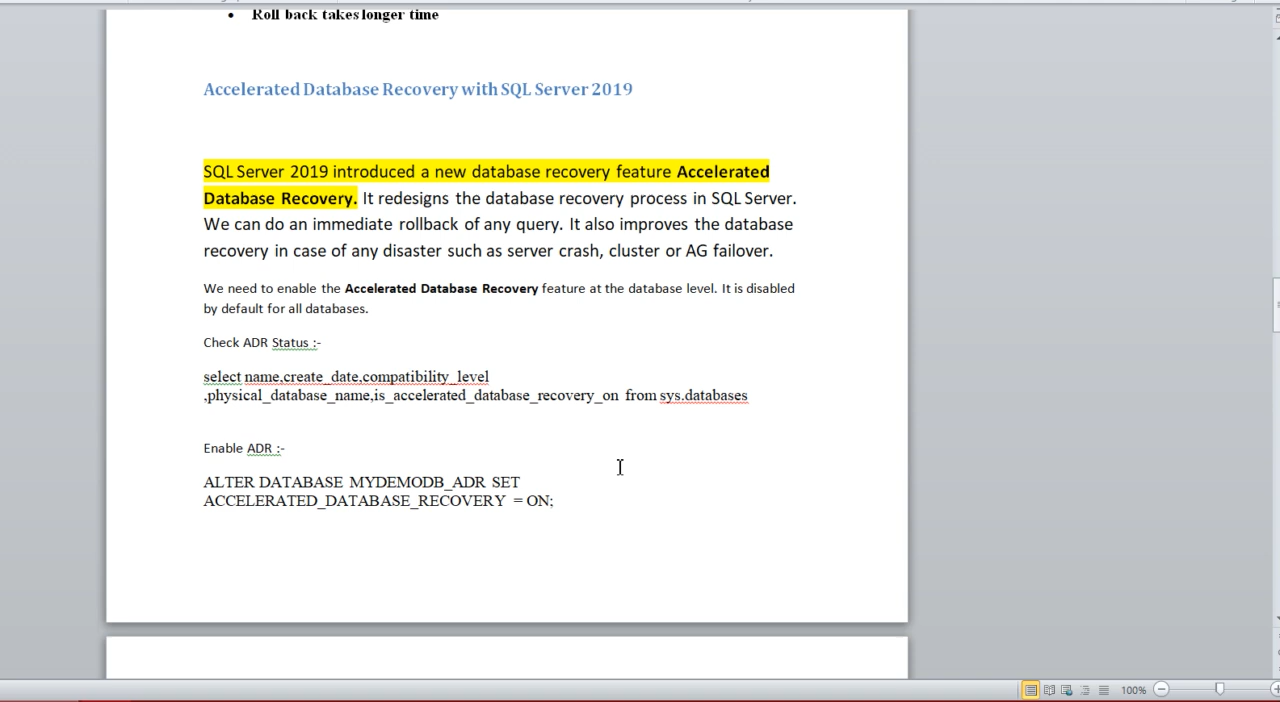 Roll back takes longer time
Accelerated Database Recovery with SQL Server 2019
SQL Server 2019 introduced a new database recovery feature Accelerated
Database Recovery. It redesigns the database recovery process in SQL Server.
We can do an immediate rollback of any query. It also improves the database
recovery in case of any disaster such as server crash, cluster or AG failover.
We need to enable the Accelerated Database Recovery feature at the database level. It is disabled
by default for all databases.
Check ADR Status :-
select name,create_date,compatibility_level
,physical_database_name,is_accelerated_database_recovery_on from sys.databases
Enable ADR :-
ALTER DATABASE MYDEMODB_ADR SET
ACCELERATED_DATABASE_RECOVERY = ON;
100%